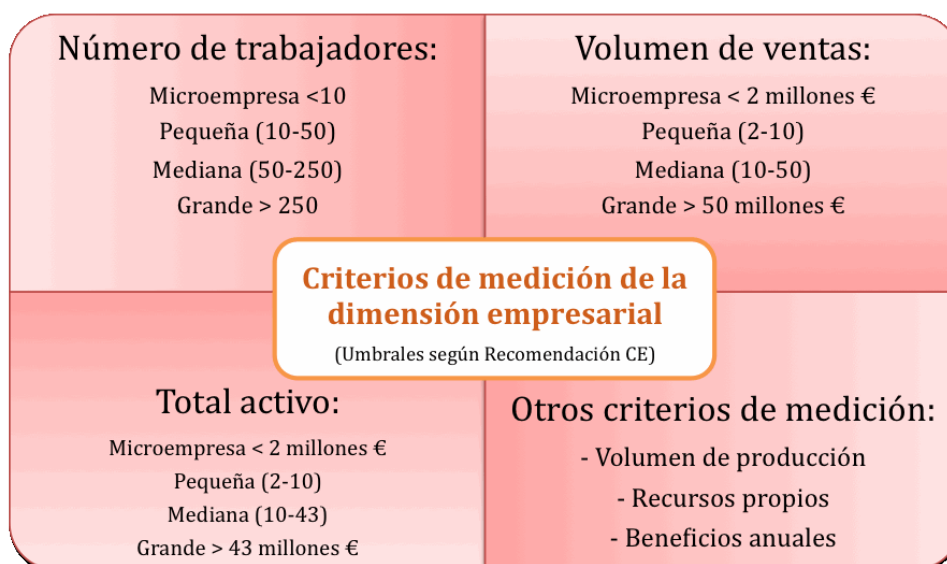 Número de trabajadores:
Microempresa <10
Pequeña (10-50)
Mediana (50-250)
Grande > 250
Volumen de ventas:
Microempresa < 2 millones €
Pequeña (2-10)
Mediana (10-50)
Grande > 50 millones €
Criterios de medición de la
dimensión empresarial
(Umbrales según Recomendación CE)
Total activo:
Microempresa < 2 millones €
Pequeña (2-10)
Mediana (10-43)
Grande > 43 millones €
Otros criterios de medición:
- Volumen de producción
- Recursos propios
- Beneficios anuales